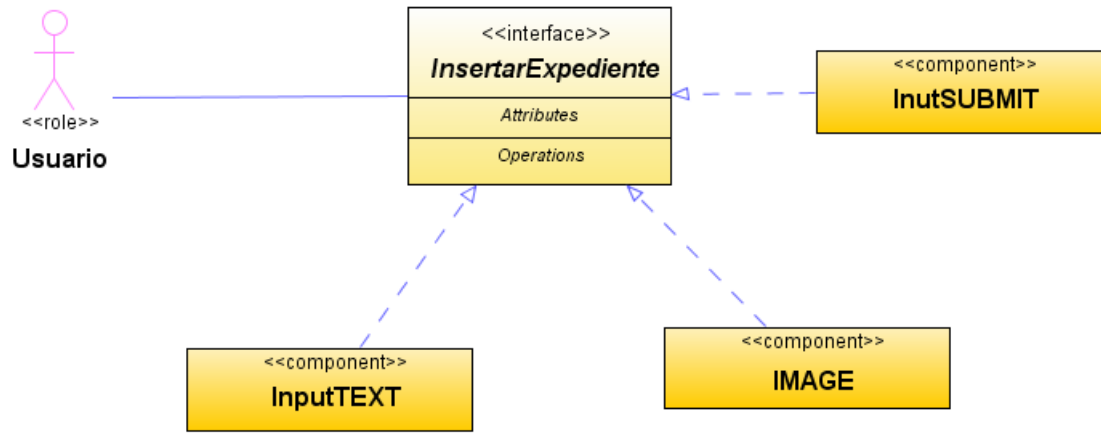 <<interface>>
InsertarExpediente
Attributes
Operations
<<component>>
InutSUBMIT
<<role>>
Usuario
<<component>>
InputTEXT
<<component>>
IMAGE